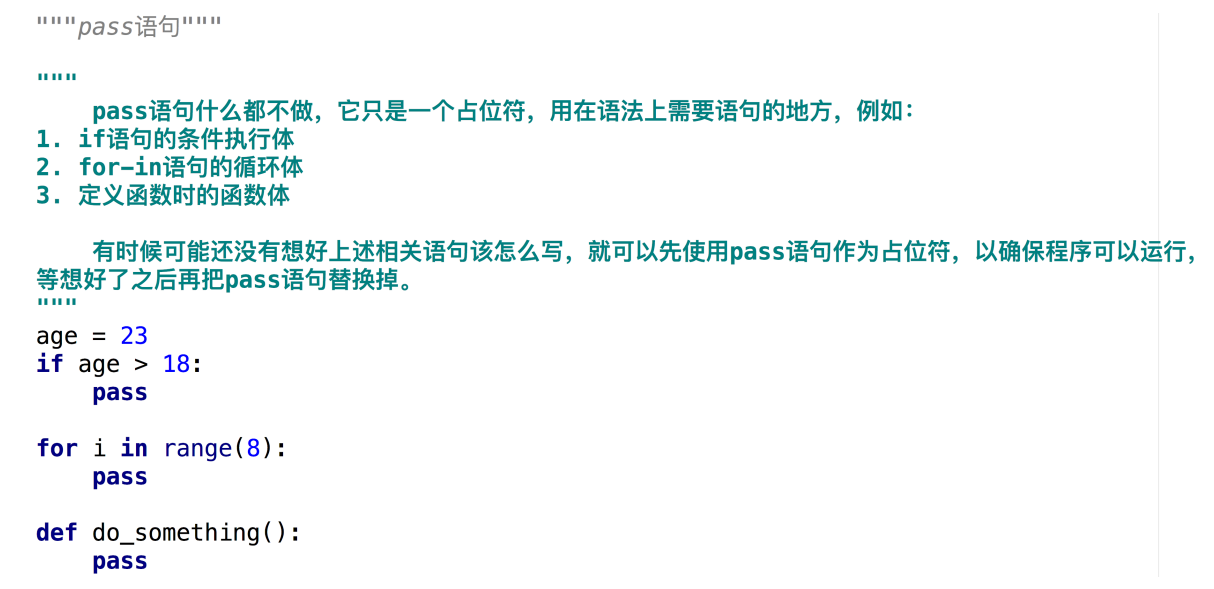 """pass语句"""
"""
    pass语句什么都不做，它只是一个占位符，用在语法上需要语句的地方，例如：
1. if语句的条件执行体
2. for-in语句的循环体
3. 定义函数时的函数体
    有时候可能还没有想好上述相关语句该怎么写，就可以先使用pass语句作为占位符，以确保程序可以运行，
等想好了之后再把pass语句替换掉。
"""
age = 23
if age > 18:
    pass
for i in range(8):
    pass
def do_something():
    pass